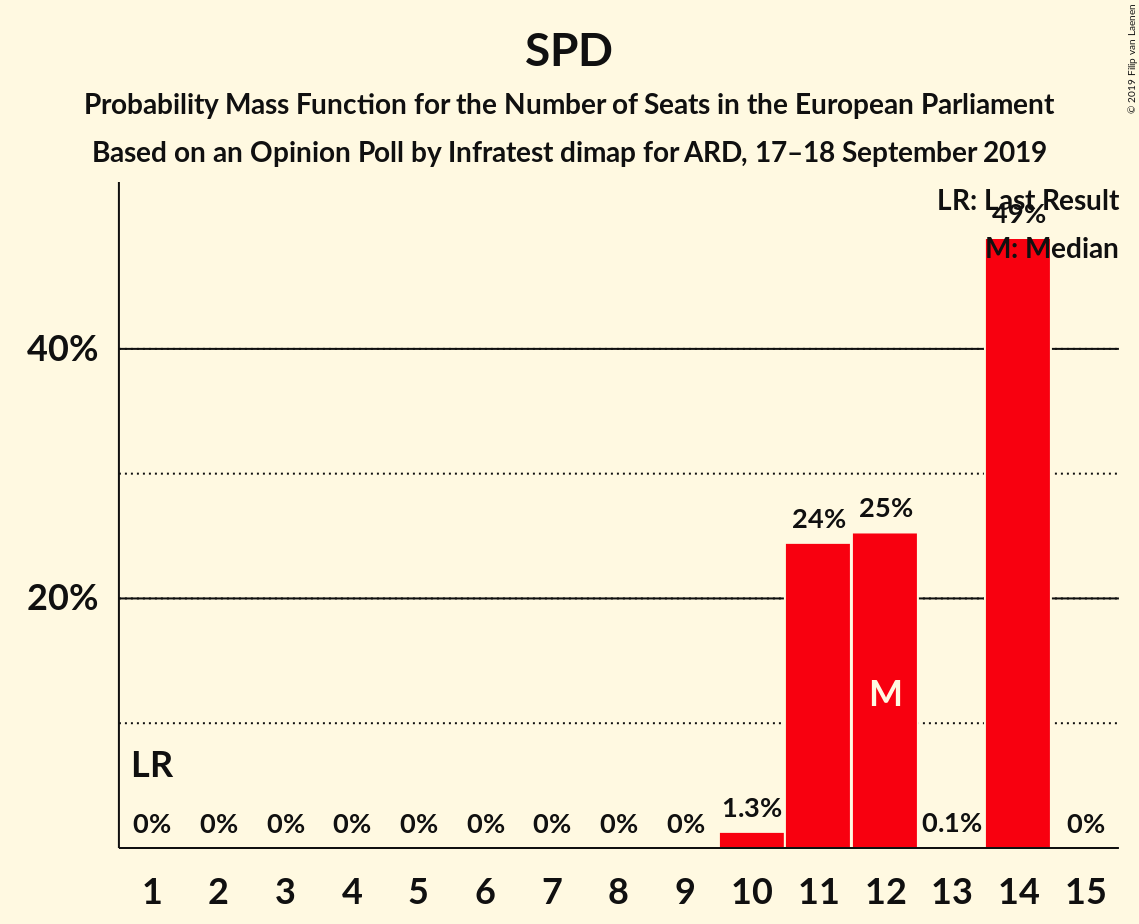 SPD
Probability Mass Function for the Number of Seats in the European Parliament
Based on an Opinion Poll by Infratest dimap for ARD, 17–18 September 2019
© 2019 Filip van Laenen
LR: Last Result
M: Median
49%
40%
24%
25%
20%
M
LR
0% 0% 0% 0% 0% 0% 0% 0% 0% 1.3% 0.1% 0%
1 2 3 4 5 6 7 8 9 10 11 12 13 14 15